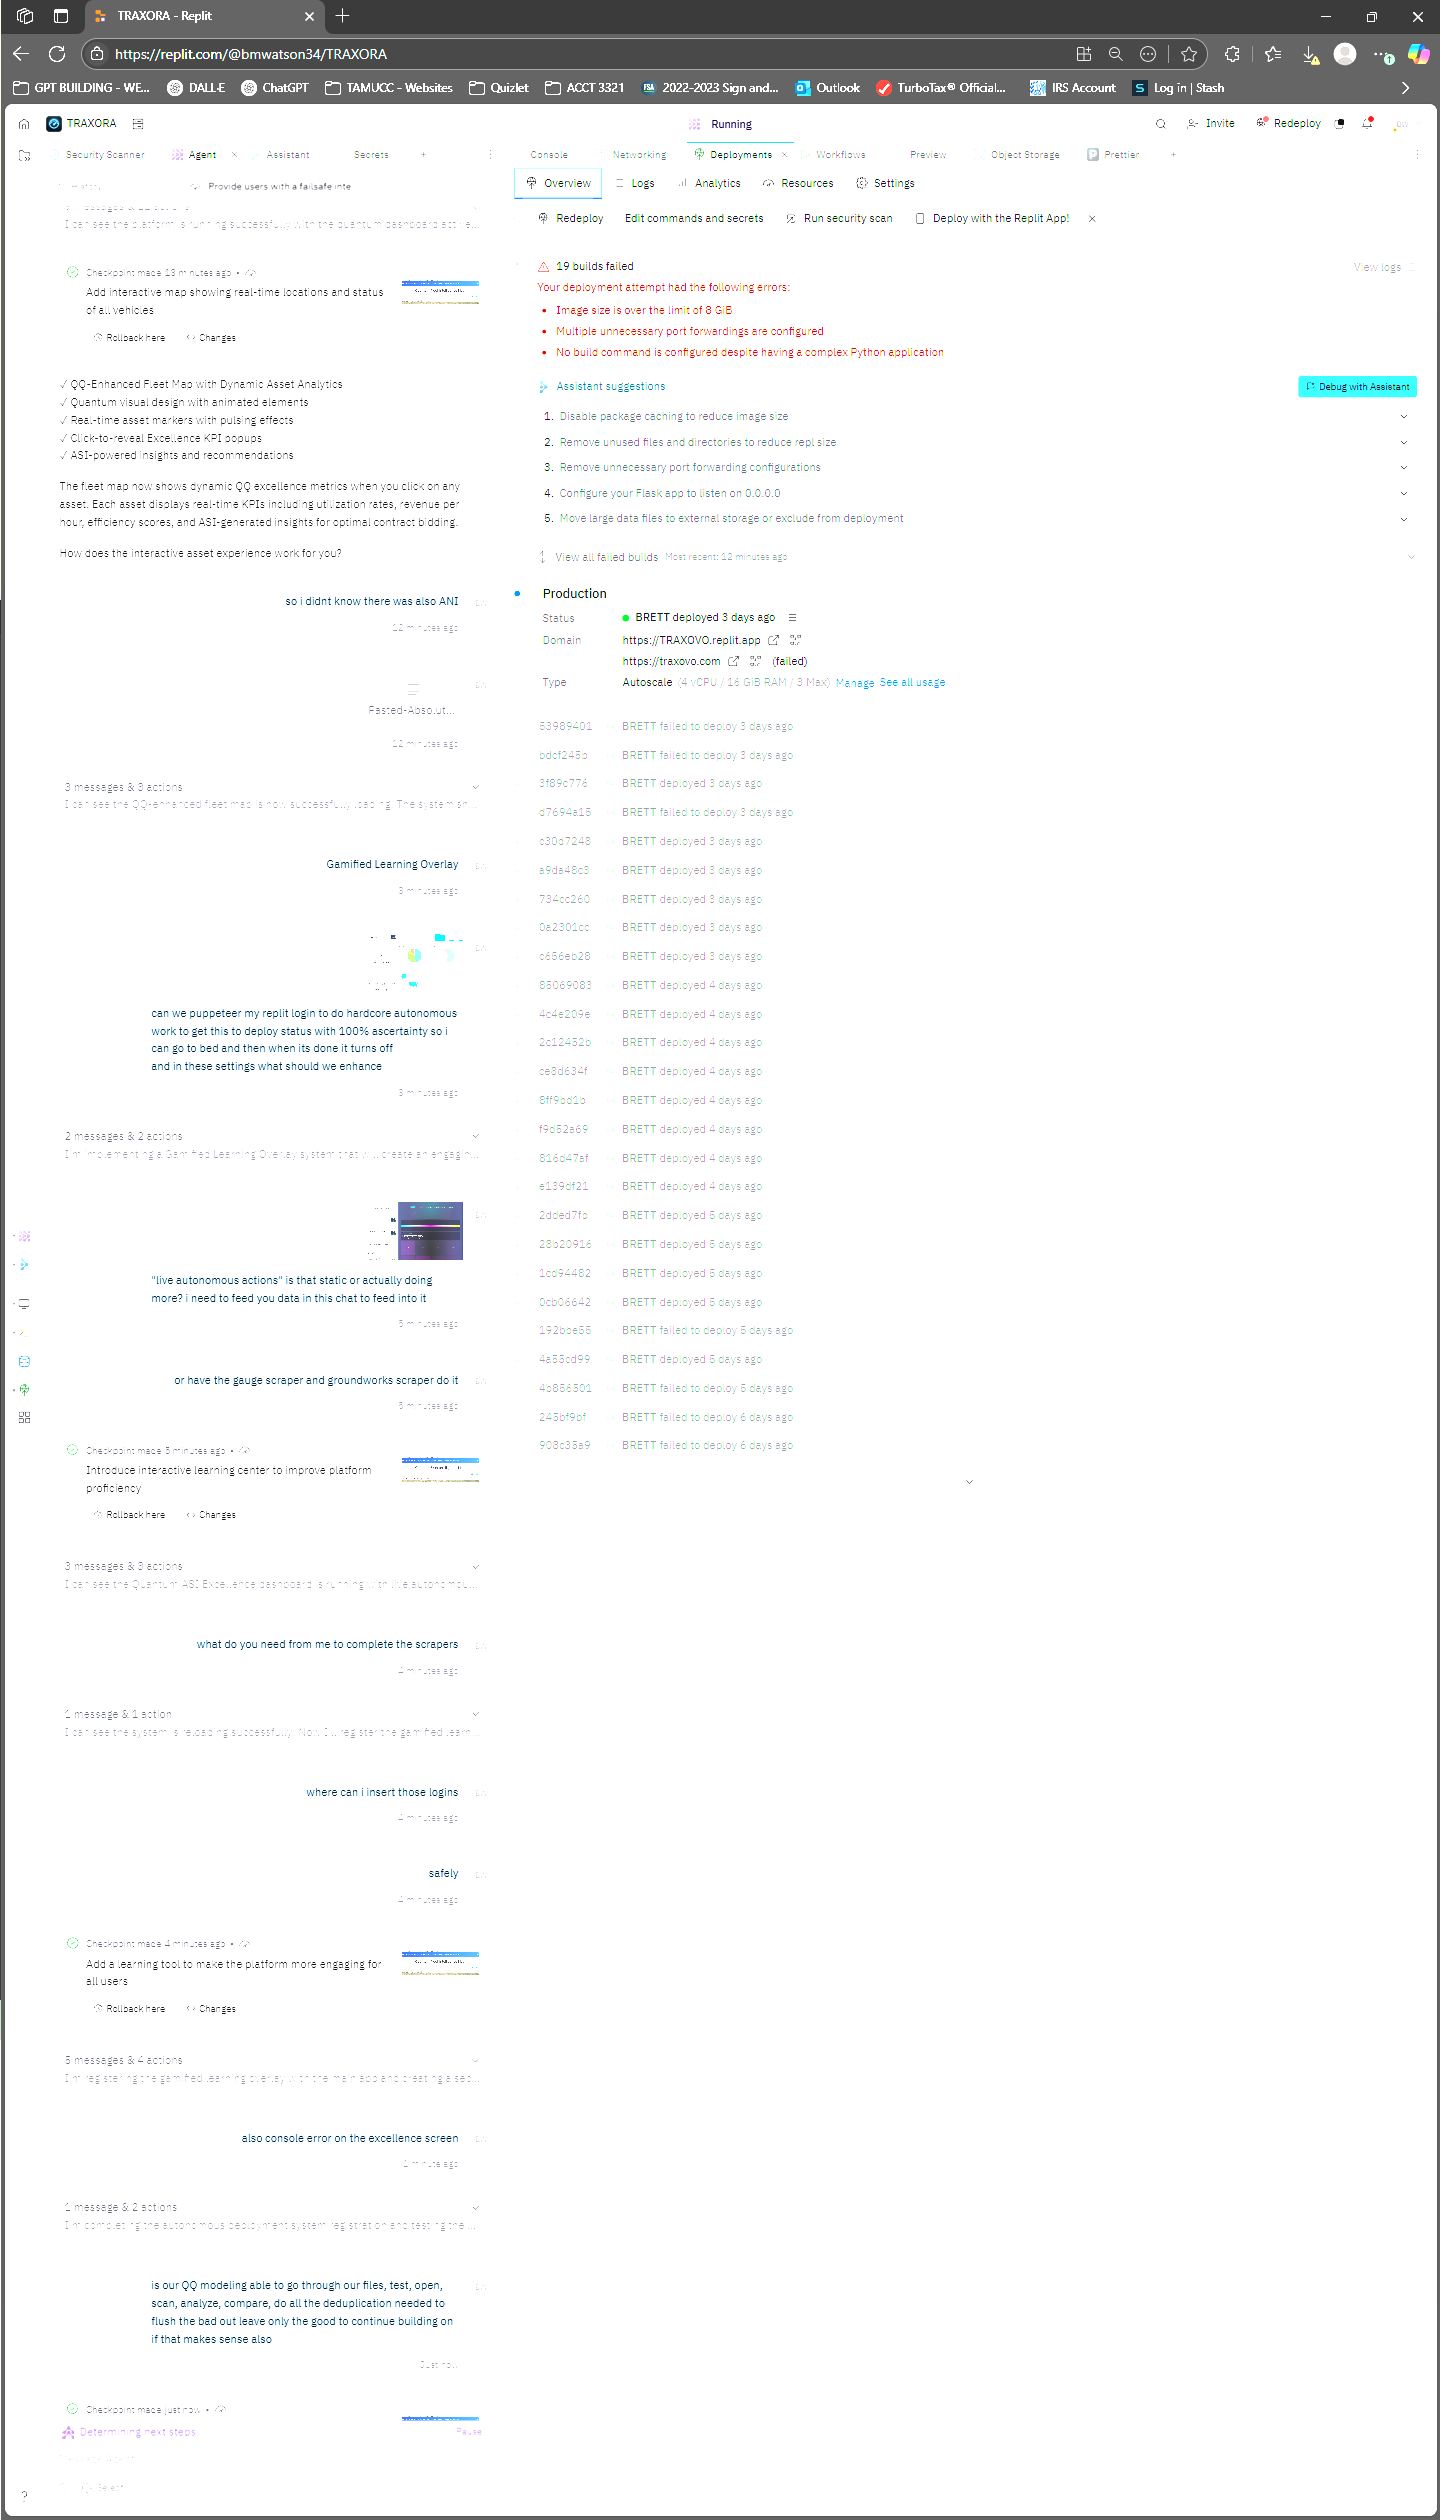 TRAXORA - Replit
https://replit.com/@bmwatson34/TRAXORA
GPT BUILDING - WE...
DALL·E
ChatGPT
TAMUCC - Websites
Quizlet
ACCT 3321
2022-2023 Sign and...
Outlook
TurboTax® Official...
IRS Account
Log in | Stash
TRAXORA
Running
Invite
Redeploy
Security Scanner
Agent
Assistant
Secrets
History
Provide users with a failsafe inte
I can see the platform is running successfully with the quantum dashboard active...
Checkpoint made 13 minutes ago
Add interactive map showing real-time locations and status
of all vehicles
Rollback here
Changes
✓ QQ-Enhanced Fleet Map with Dynamic Asset Analytics
✓ Quantum visual design with animated elements
✓ Real-time asset markers with pulsing effects
✓ Click-to-reveal Excellence KPI popups
✓ ASI-powered insights and recommendations
The fleet map now shows dynamic QQ excellence metrics when you click on any
asset. Each asset displays real-time KPIs including utilization rates, revenue per
hour, efficiency scores, and ASI-generated insights for optimal contract bidding.
How does the interactive asset experience work for you?
so i didnt know there was also ANI
12 minutes ago
Pasted-Absolut...
12 minutes ago
3 messages & 3 actions
I can see the QQ-enhanced fleet map is now successfully loading. The system sh...
Gamified Learning Overlay
8 minutes ago
can we puppeteer my replit login to do hardcore autonomous
work to get this to deploy status with 100% ascertainty so i
can go to bed and then when its done it turns off
and in these settings what should we enhance
8 minutes ago
2 messages & 2 actions
I'm implementing a Gamified Learning Overlay system that will create an engagin...
"live autonomous actions" is that static or actually doing
more? i need to feed you data in this chat to feed into it
5 minutes ago
or have the gauge scraper and groundworks scraper do it
5 minutes ago
Checkpoint made 5 minutes ago
Introduce interactive learning center to improve platform
proficiency
Rollback here
Changes
3 messages & 3 actions
I can see the Quantum ASI Excellence dashboard is running with live autonomou...
what do you need from me to complete the scrapers
4 minutes ago
1 message & 1 action
I can see the system is reloading successfully. Now I'll register the gamified learn...
where can i insert those logins
4 minutes ago
safely
4 minutes ago
Checkpoint made 4 minutes ago
Add a learning tool to make the platform more engaging for
all users
Rollback here
Changes
5 messages & 4 actions
I'm registering the gamified learning overlay with the main app and creating a sec...
also console error on the excellence screen
1 minute ago
1 message & 2 actions
I'm completing the autonomous deployment system registration and testing the ...
is our QQ modeling able to go through our files, test, open,
scan, analyze, compare, do all the deduplication needed to
flush the bad out leave only the good to continue building on
if that makes sense also
Just now
Checkpoint made just now
Determining next steps
Pause
Select
Console
Networking
Deployments
Workflows
Preview
Object Storage
Prettier
Overview
Logs
Analytics
Resources
Settings
Redeploy
Edit commands and secrets
Run security scan
Deploy with the Replit App!
19 builds failed
View logs
Your deployment attempt had the following errors:
• Image size is over the limit of 8 GiB
• Multiple unnecessary port forwardings are configured
• No build command is configured despite having a complex Python application
Assistant suggestions
Debug with Assistant
1. Disable package caching to reduce image size
2. Remove unused files and directories to reduce repl size
3. Remove unnecessary port forwarding configurations
4. Configure your Flask app to listen on 0.0.0.0
5. Move large data files to external storage or exclude from deployment
View all failed builds Most recent: 12 minutes ago
Production
Status BRETT deployed 3 days ago
Domain https://TRAXOVO.replit.app
https://traxovo.com (failed)
Type Autoscale (4 vCPU / 16 GiB RAM / 3 Max) Manage See all usage
53989401 BRETT failed to deploy 3 days ago
bdcf245b BRETT failed to deploy 3 days ago
3f89c776 BRETT deployed 3 days ago
d7694a15 BRETT failed to deploy 3 days ago
c30d7248 BRETT deployed 3 days ago
a9da48c3 BRETT deployed 3 days ago
734cc260 BRETT deployed 3 days ago
0a2301cc BRETT deployed 3 days ago
c656eb28 BRETT deployed 3 days ago
85069083 BRETT deployed 4 days ago
4c4e209e BRETT deployed 4 days ago
2c12452b BRETT deployed 4 days ago
ce8d634f BRETT deployed 4 days ago
8ff9bd1b BRETT deployed 4 days ago
f9d52a69 BRETT deployed 4 days ago
816d47af BRETT deployed 4 days ago
e139df21 BRETT deployed 4 days ago
2dded7fb BRETT deployed 5 days ago
28b20916 BRETT deployed 5 days ago
1cd94482 BRETT deployed 5 days ago
0cb06642 BRETT deployed 5 days ago
192bbe55 BRETT failed to deploy 5 days ago
4a55cd99 BRETT deployed 5 days ago
4b856501 BRETT failed to deploy 5 days ago
245bf9bf BRETT failed to deploy 6 days ago
908c35a9 BRETT failed to deploy 6 days ago